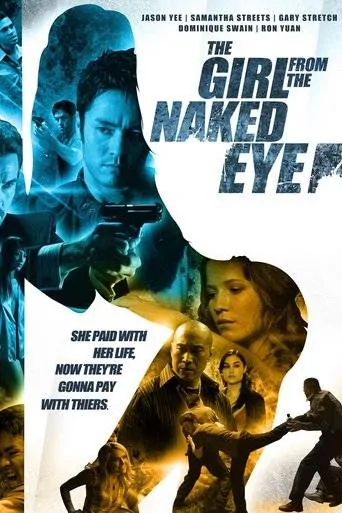 JASON YEE | SAMANTHA STREETS | GARY STRETCH
DOMINIQUE SWAIN | RON YUAN
THE
GIRL FROM THE
NAKED
EYE
SHE PAID WITH
HER LIFE,
NOW THEY'RE
GONNA PAY
WITH THIERS.